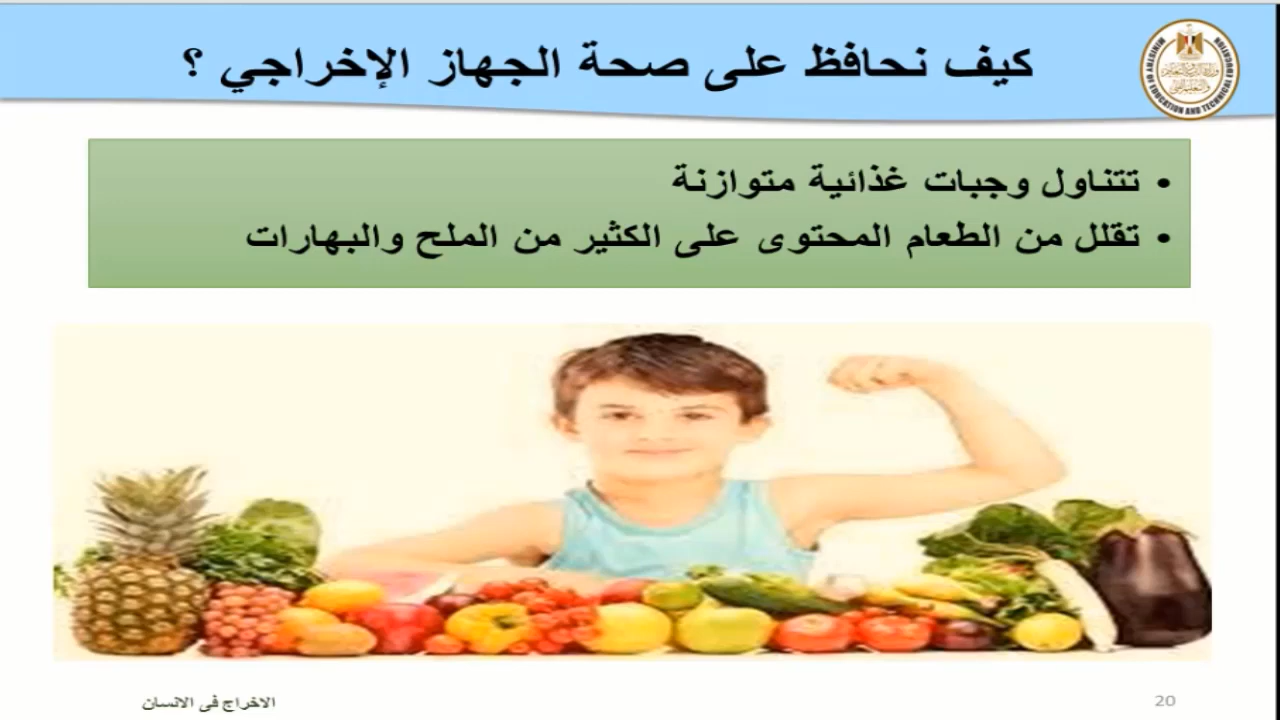 كيف نحافظ على صحة الجهاز الإخراجي ؟
• تتناول وجبات غذائية متوازنة
• تقلل من الطعام المحتوى على الكثير من الملح والبهارات
الاخراج فى الانسان
20